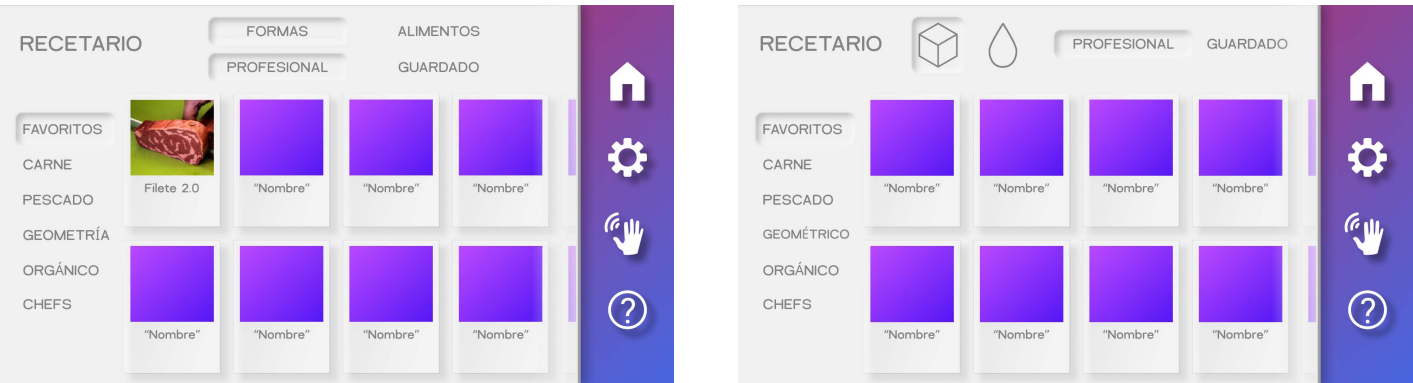 RECETARIO
FORMAS ALIMENTOS
PROFESIONAL GUARDADO
FAVORITOS
CARNE
PESCADO
GEOMETRÍA
ORGÁNICO
CHEFS
Filete 2.0 "Nombre" "Nombre" "Nombre"
"Nombre" "Nombre" "Nombre" "Nombre"
?
RECETARIO PROFESIONAL GUARDADO
FAVORITOS
CARNE
PESCADO
GEOMÉTRICO
ORGÁNICO
CHEFS
"Nombre" "Nombre" "Nombre" "Nombre"
"Nombre" "Nombre" "Nombre" "Nombre"
?